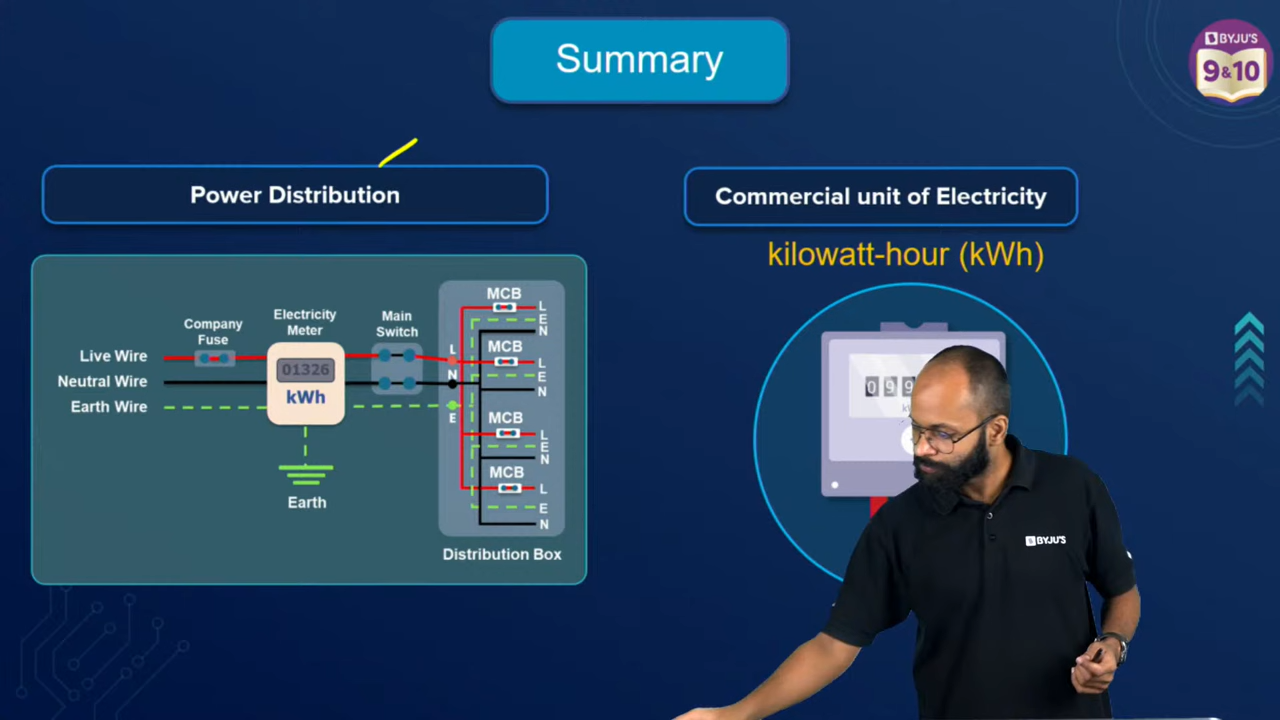 Summary
BYJU'S
9&10
Power Distribution
Commercial unit of Electricity
kilowatt-hour (kWh)
Company
Fuse
Electricity
Meter
Main
Switch
Live Wire
Neutral Wire
Earth Wire
01326
kWh
Earth
L
N
E
MCB
L
E
N
MCB
L
E
N
MCB
L
E
N
MCB
L
E
N
Distribution Box
099
BYJU'S